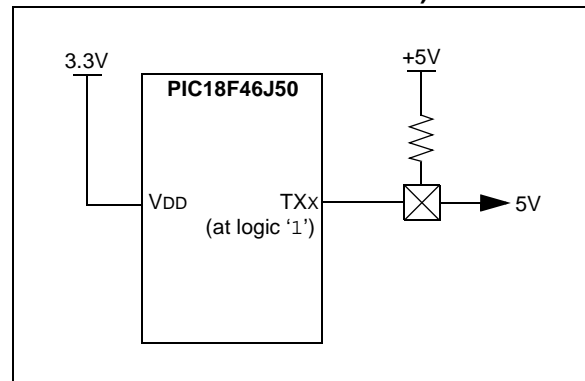 3.3V
+5V
PIC18F46J50
VDD
TXX
(at logic ‘1’)
5V